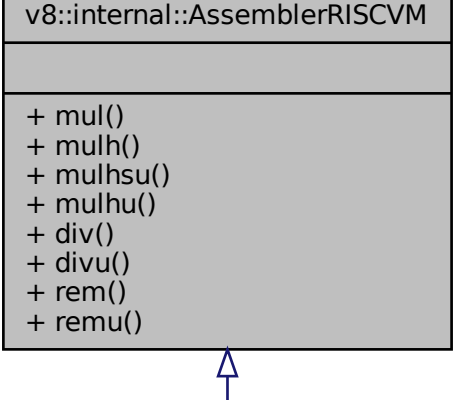 v8::internal::AssemblerRISCVM
+ mul()
+ mulh()
+ mulhsu()
+ mulhu()
+ div()
+ divu()
+ rem()
+ remu()